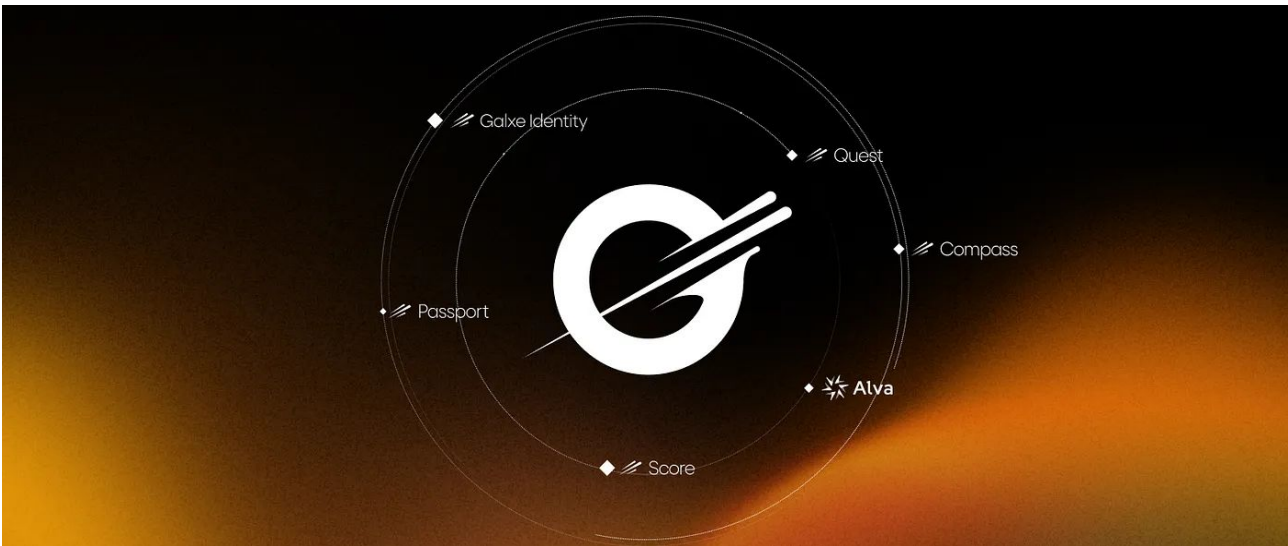 Galxe Identity
Quest
Compass
Passport
Alva
Score